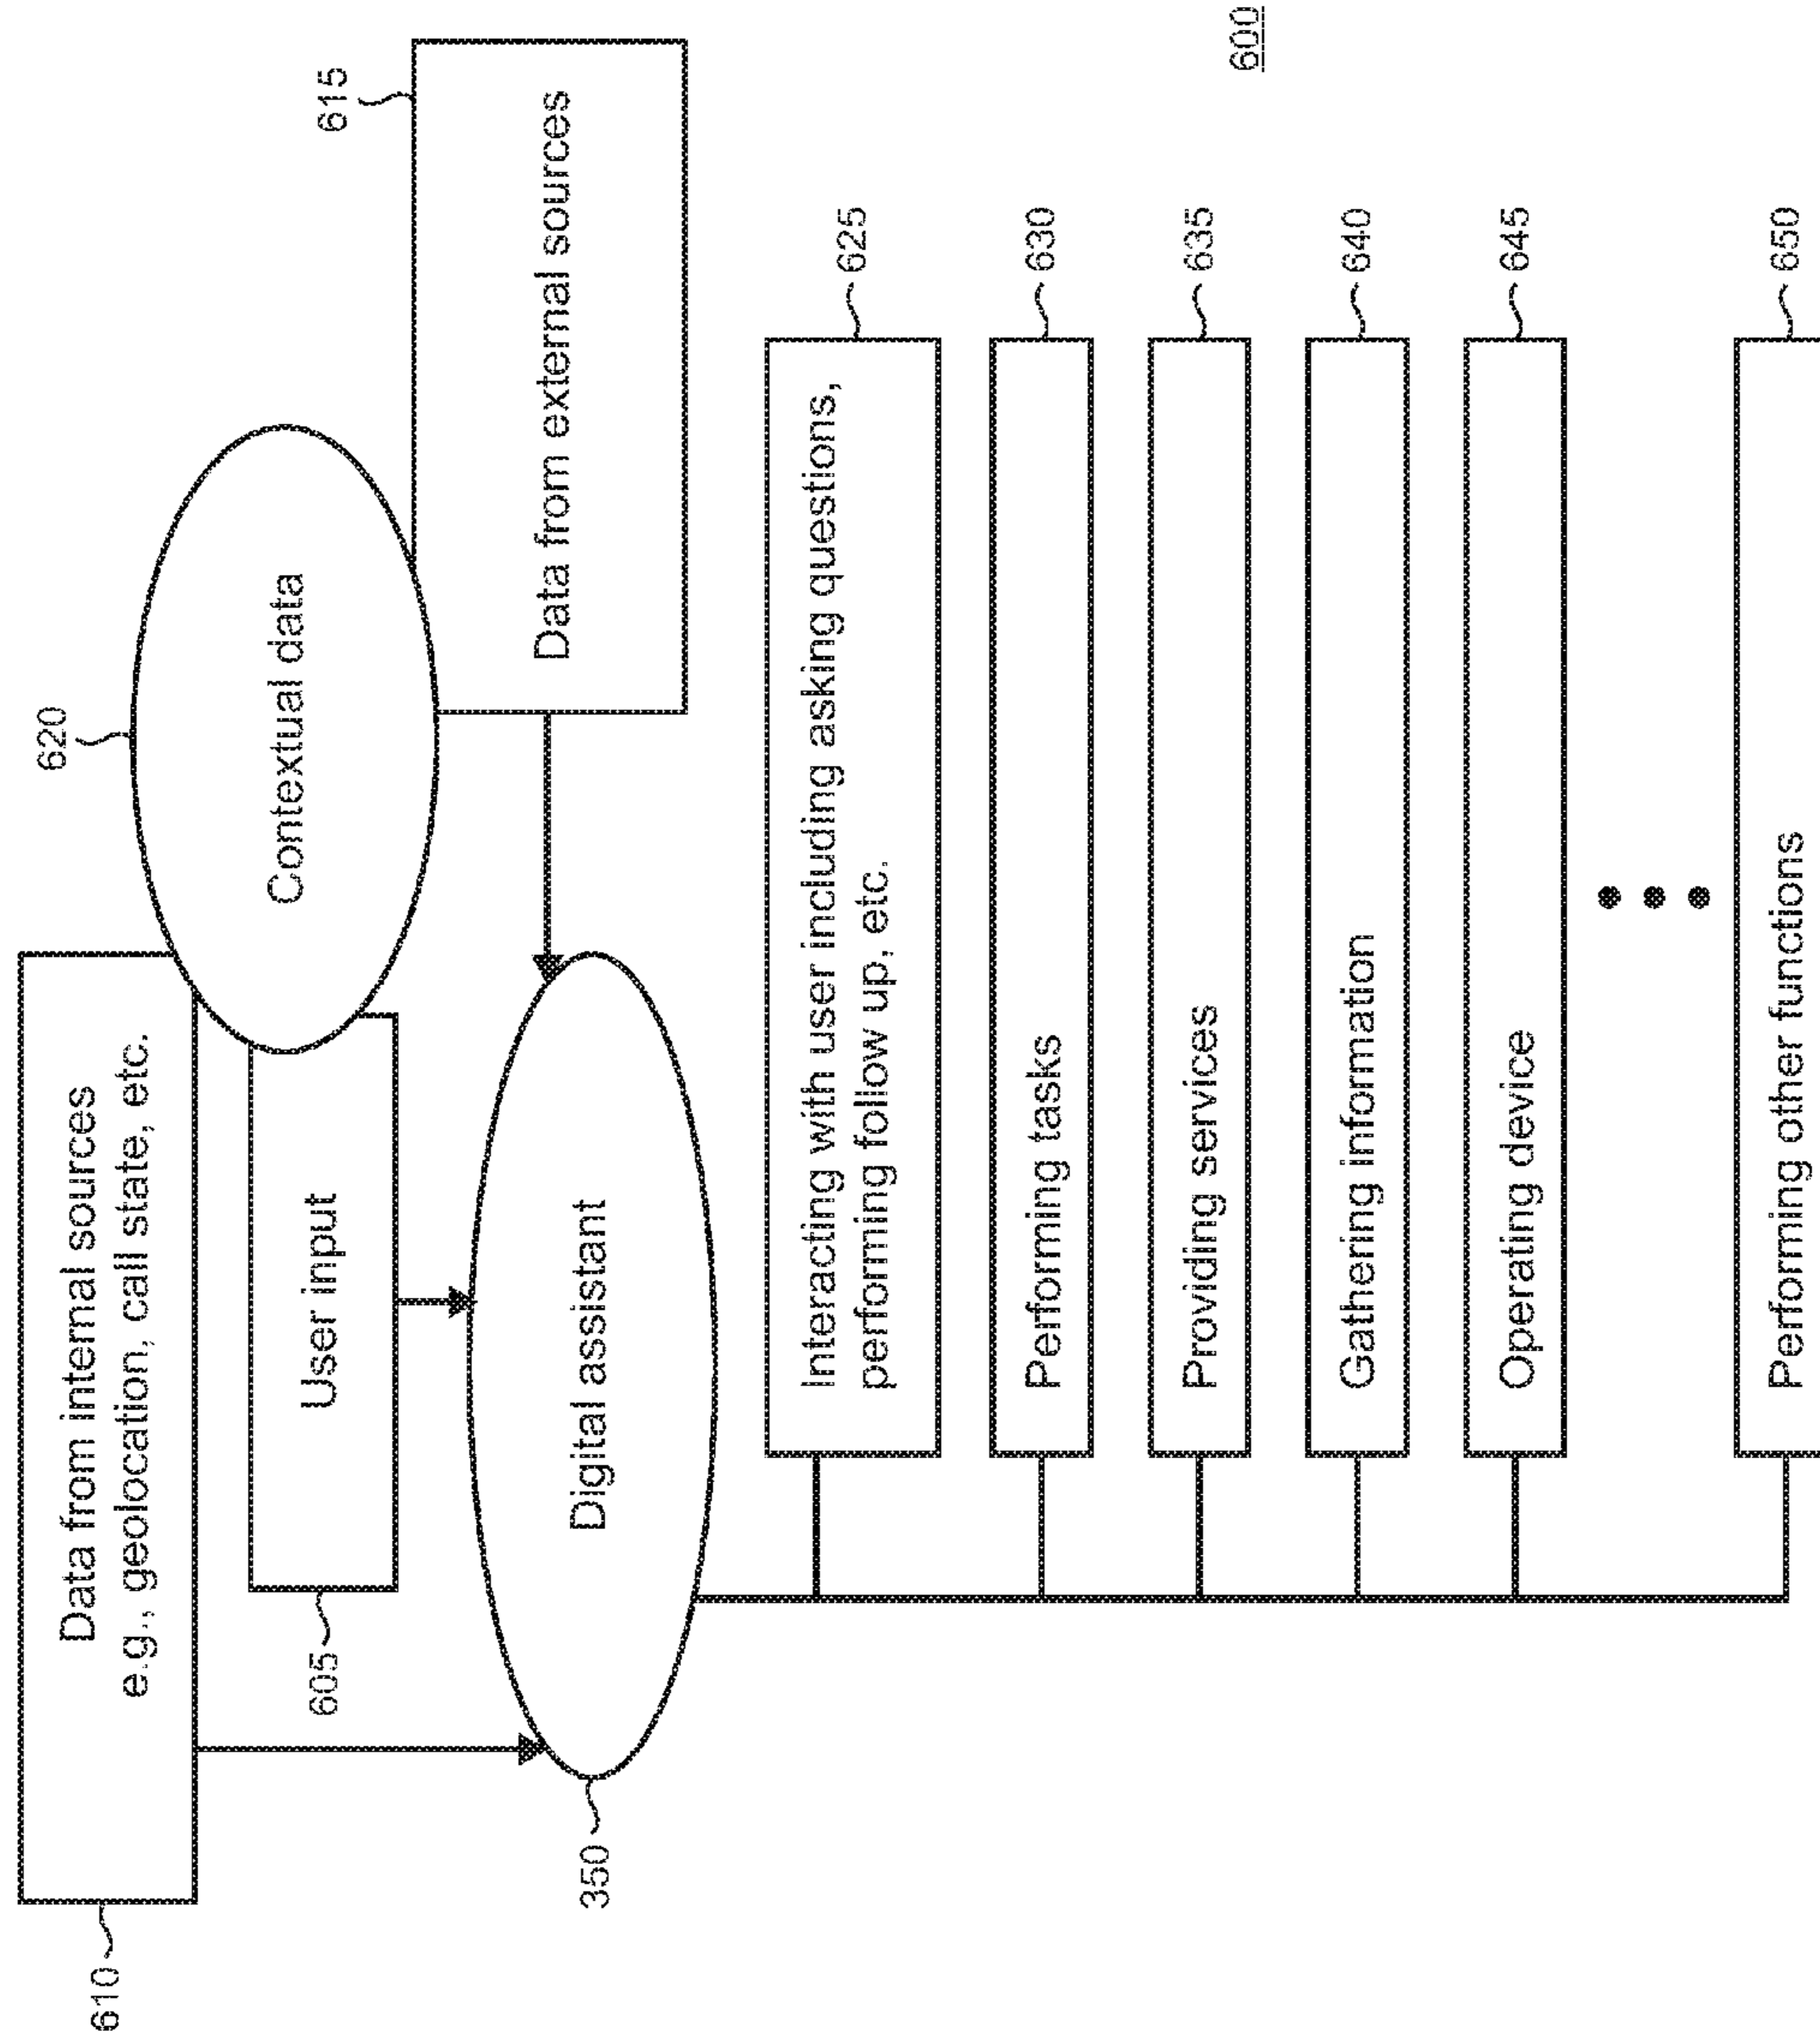 610
Data from internal sources
e.g., geolocation, call state, etc.
620
Contextual data
605
User input
615
Data from external sources
350
Digital assistant
Interacting with user including asking questions,
performing follow up, etc.
625
Performing tasks
630
Providing services
635
Gathering information
640
Operating device
645
Performing other functions
650
600